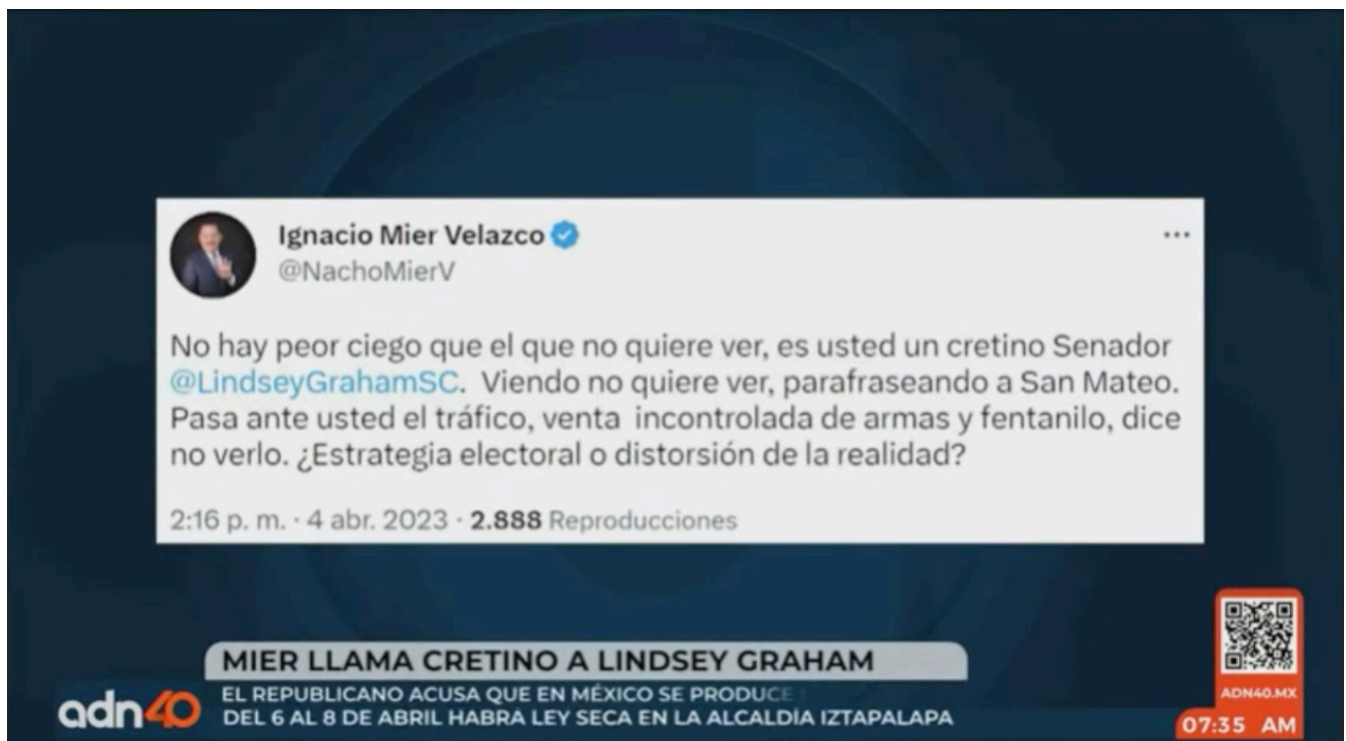 Ignacio Mier Velazco
@NachoMierV
No hay peor ciego que el que no quiere ver, es usted un cretino Senador
@LindseyGrahamSC. Viendo no quiere ver, parafraseando a San Mateo.
Pasa ante usted el tráfico, venta incontrolada de armas y fentanilo, dice
no verlo. ¿Estrategia electoral o distorsión de la realidad?
2:16 p. m. · 4 abr. 2023 · 2.888 Reproducciones
MIER LLAMA CRETINO A LINDSEY GRAHAM
EL REPUBLICANO ACUSA QUE EN MÉXICO SE PRODUCE
DEL 6 AL 8 DE ABRIL HABRA LEY SECA EN LA ALCALDÍA IZTAPALAPA
adn40
ADN40.MX
07:35 AM